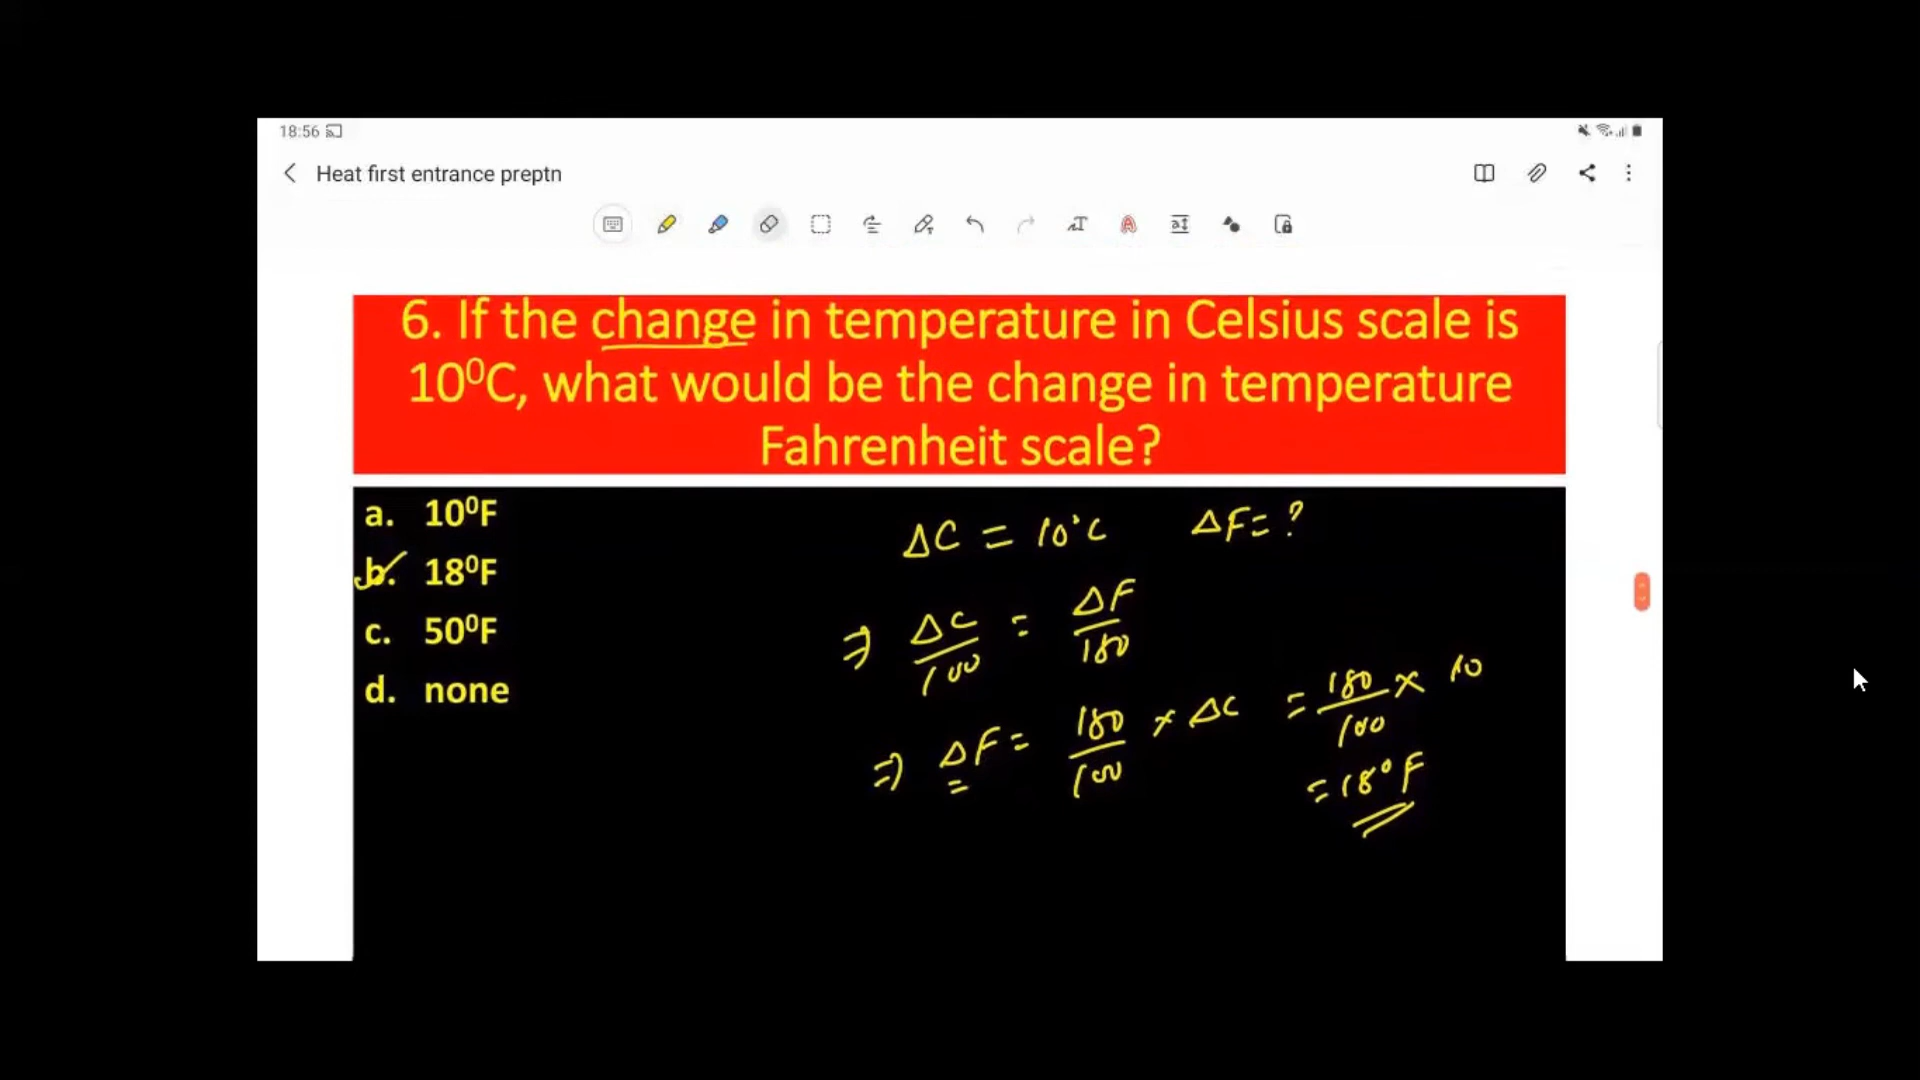 18:56
Heat first entrance preptn
6. If the change in temperature in Celsius scale is
10⁰C, what would be the change in temperature
Fahrenheit scale?
a. 10⁰F
b. 18⁰F
c. 50⁰F
d. none
ΔC = 10°C ΔF = ?
⇒ ΔC/100 = ΔF/180
⇒ ΔF = 180/100 × ΔC = 180/100 × 10
= 18°F